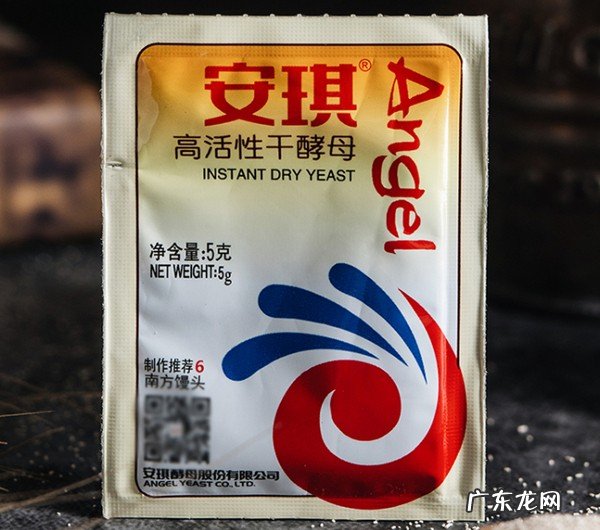 安琪®
Angel
高活性干酵母
INSTANT DRY YEAST
净含量:5克
NET WEIGHT:5g
制作推荐6
南方馒头
安琪酵母股份有限公司
ANGEL YEAST CO., LTD.
广东龙网